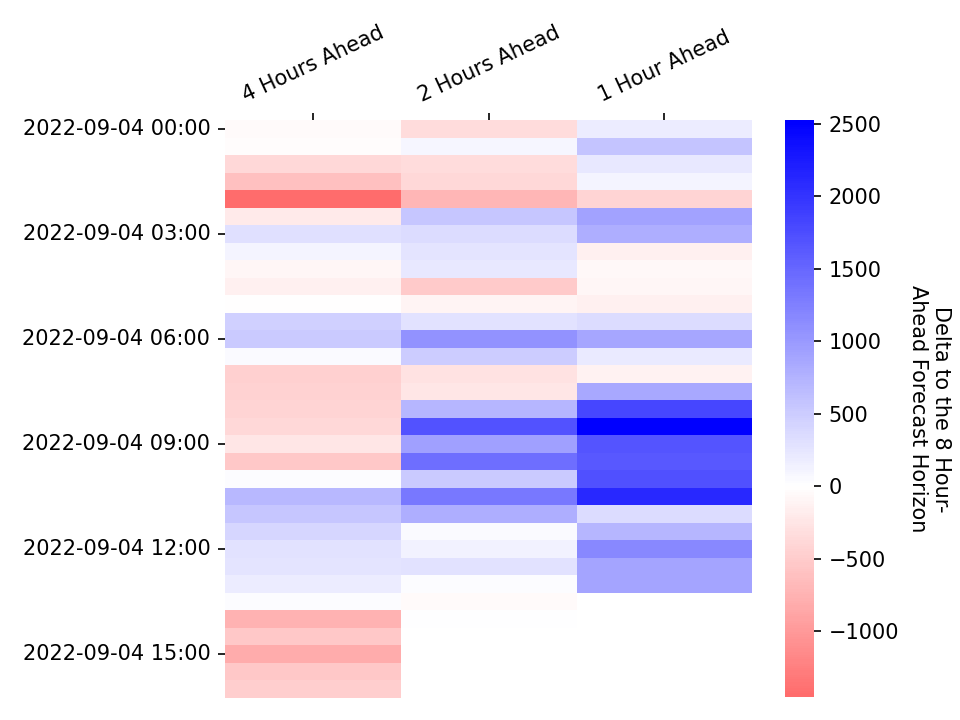 4 Hours Ahead
2 Hours Ahead
1 Hour Ahead
2022-09-04 00:00
2022-09-04 03:00
2022-09-04 06:00
2022-09-04 09:00
2022-09-04 12:00
2022-09-04 15:00
2500
2000
1500
1000
500
0
−500
−1000
Delta to the 8 Hour-
Ahead Forecast Horizon